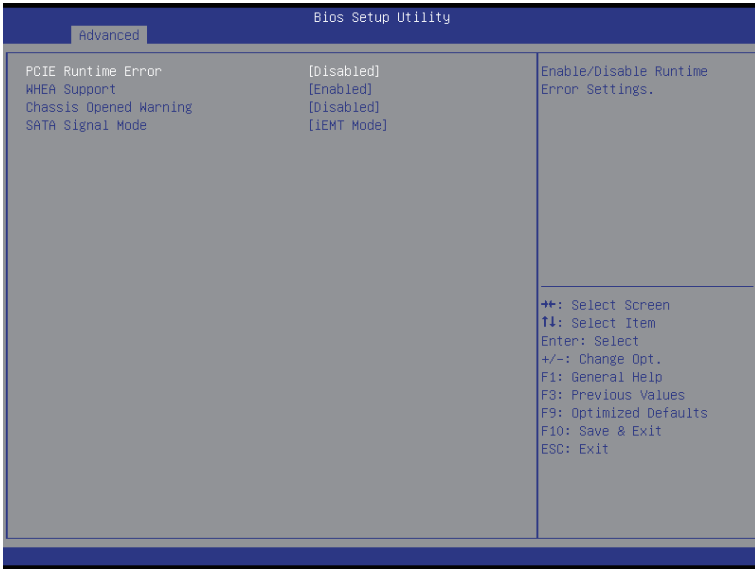 Bios Setup Utility
Advanced
PCIE Runtime Error [Disabled]
WHEA Support [Enabled]
Chassis Opened Warning [Disabled]
SATA Signal Mode [iEMT Mode]
Enable/Disable Runtime
Error Settings.
→←: Select Screen
↑↓: Select Item
Enter: Select
+/-: Change Opt.
F1: General Help
F3: Previous Values
F9: Optimized Defaults
F10: Save & Exit
ESC: Exit